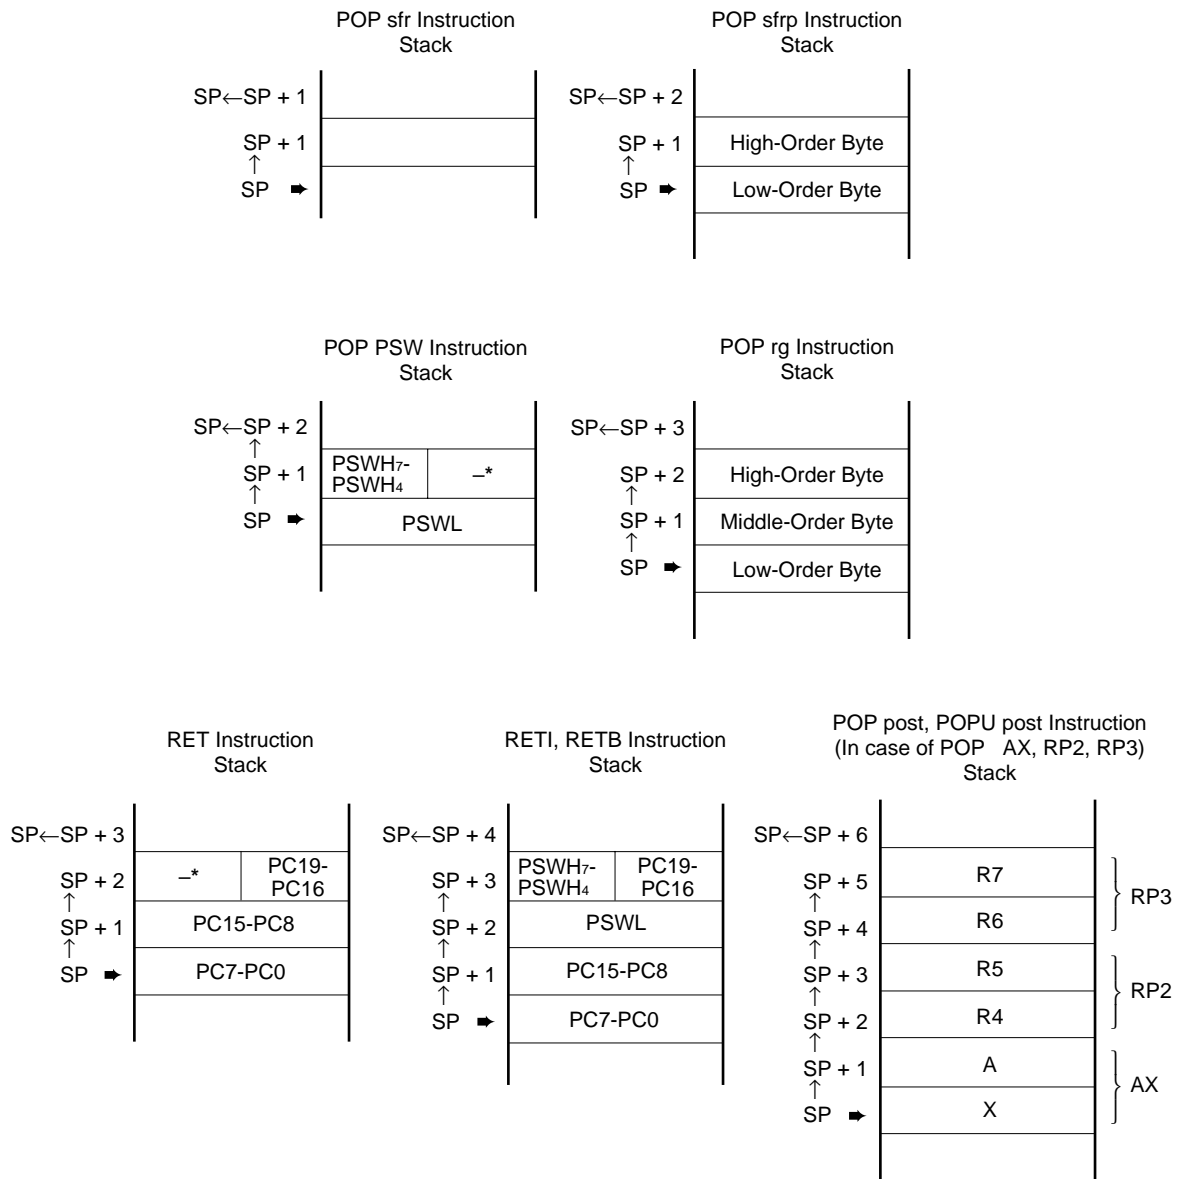 POP sfr Instruction
Stack
SP←SP + 1
SP + 1
↑
SP ➨
POP sfrp Instruction
Stack
SP←SP + 2
SP + 1
↑
SP ➨
High-Order Byte
Low-Order Byte
POP PSW Instruction
Stack
SP←SP + 2
↑
SP + 1
↑
SP ➨
PSWH7-
PSWH4
–*
PSWL
POP rg Instruction
Stack
SP←SP + 3
SP + 2
↑
SP + 1
↑
SP ➨
High-Order Byte
Middle-Order Byte
Low-Order Byte
RET Instruction
Stack
SP←SP + 3
SP + 2
↑
SP + 1
↑
SP ➨
–*
PC19-
PC16
PC15-PC8
PC7-PC0
RETI, RETB Instruction
Stack
SP←SP + 4
SP + 3
↑
SP + 2
↑
SP + 1
↑
SP ➨
PSWH7-
PSWH4
PC19-
PC16
PSWL
PC15-PC8
PC7-PC0
POP post, POPU post Instruction
(In case of POP AX, RP2, RP3)
Stack
SP←SP + 6
SP + 5
↑
SP + 4
↑
SP + 3
↑
SP + 2
↑
SP + 1
↑
SP ➨
R7
R6
R5
R4
A
X
RP3
RP2
AX